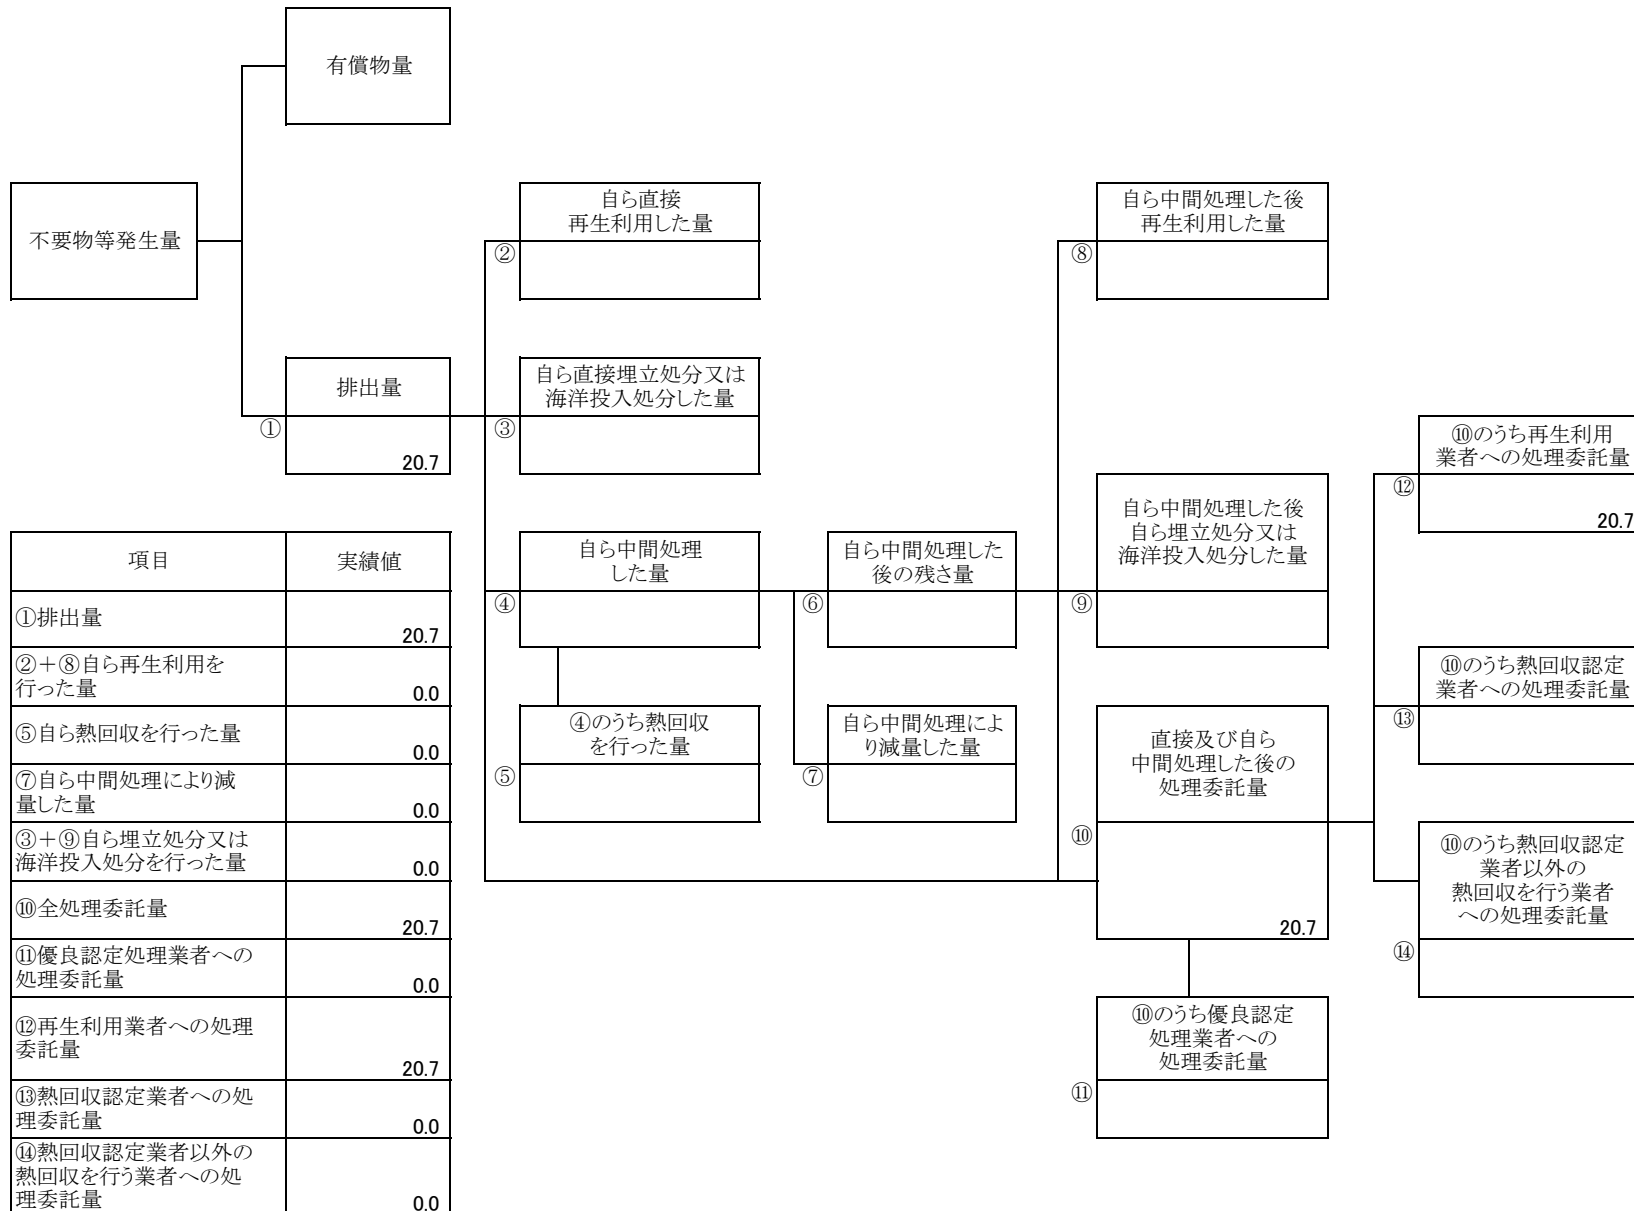 有償物量
不要物等発生量
自ら直接
再生利用した量
②
自ら中間処理した後
再生利用した量
⑧
排出量
①
20.7
自ら直接埋立処分又は
海洋投入処分した量
③
⑩のうち再生利用
業者への処理委託量
⑫
20.7
自ら中間処理した後
自ら埋立処分又は
海洋投入処分した量
⑨
自ら中間処理
した量
④
自ら中間処理した
後の残さ量
⑥
⑩のうち熱回収認定
業者への処理委託量
⑬
④のうち熱回収
を行った量
⑤
自ら中間処理によ
り減量した量
⑦
直接及び自ら
中間処理した後の
処理委託量
⑩
20.7
⑩のうち熱回収認定
業者以外の
熱回収を行う業者
への処理委託量
⑭
⑩のうち優良認定
処理業者への
処理委託量
⑪
項目
実績値
①排出量
20.7
②+⑧自ら再生利用を
行った量
0.0
⑤自ら熱回収を行った量
0.0
⑦自ら中間処理により減
量した量
0.0
③+⑨自ら埋立処分又は
海洋投入処分を行った量
0.0
⑩全処理委託量
20.7
⑪優良認定処理業者への
処理委託量
0.0
⑫再生利用業者への処理
委託量
20.7
⑬熱回収認定業者への処
理委託量
0.0
⑭熱回収認定業者以外の
熱回収を行う業者への処
理委託量
0.0